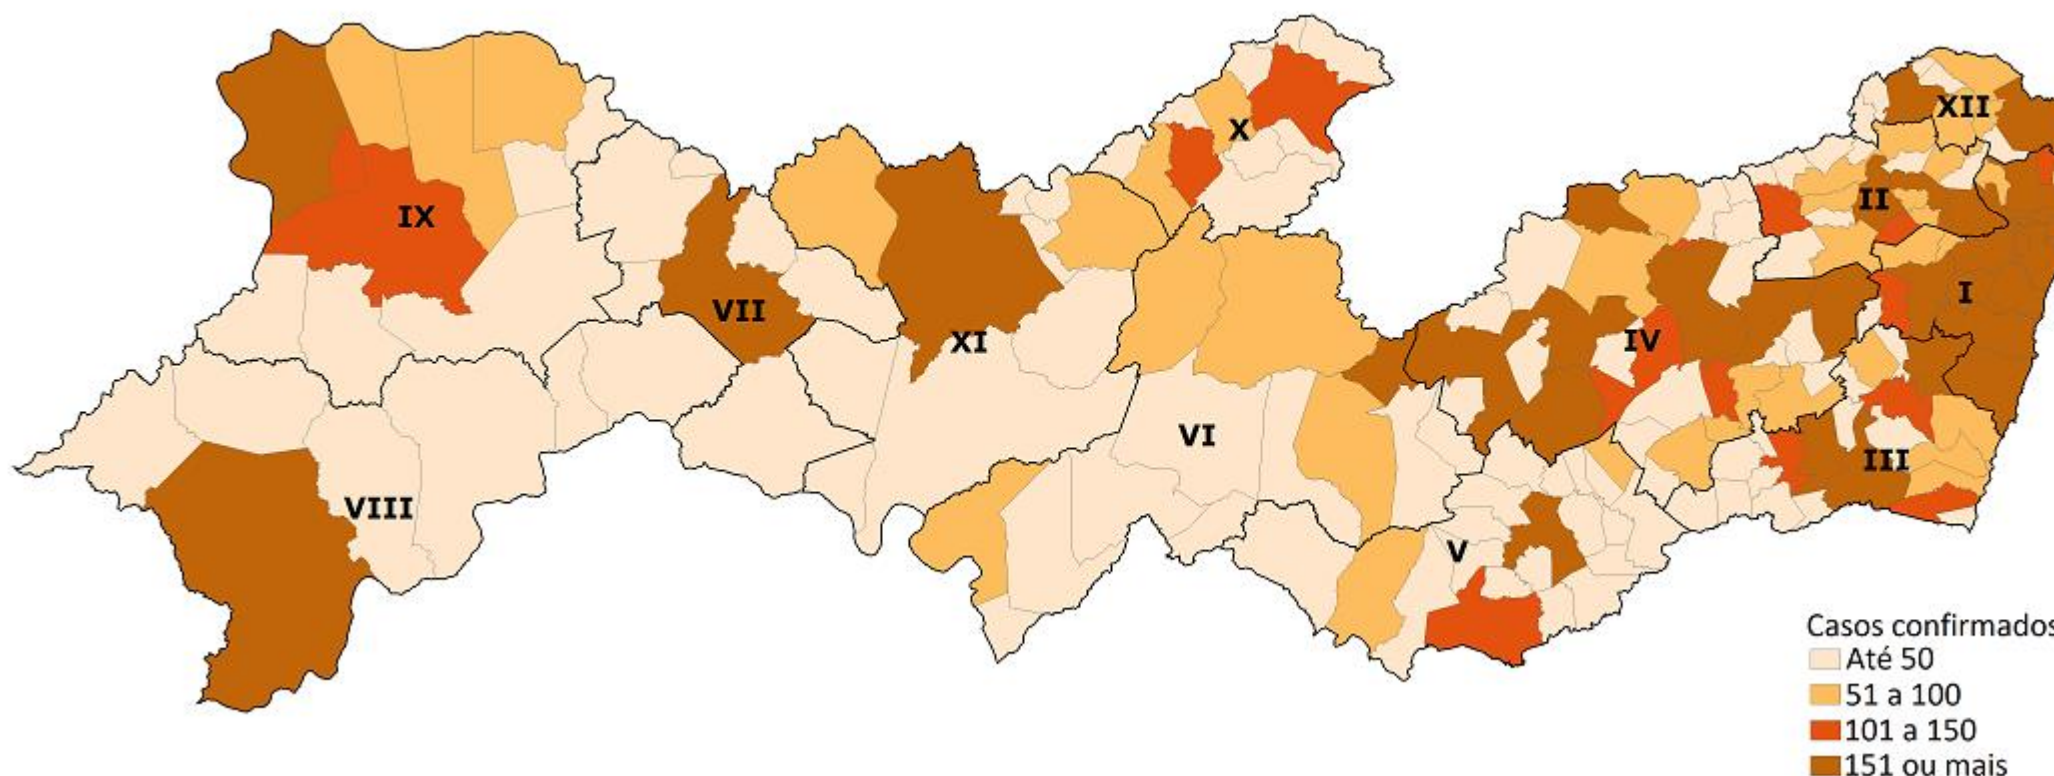 X
XII
II
IX
I
VII
XI
IV
VI
III
VIII
V
Casos confirmados
Até 50
51 a 100
101 a 150
151 ou mais